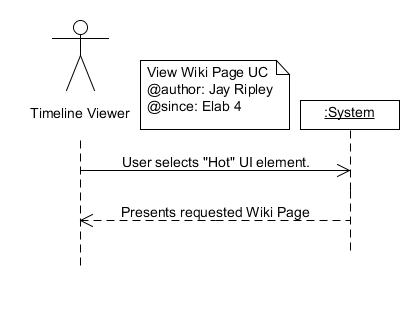 View Wiki Page UC
@author: Jay Ripley
@since: Elab 4
Timeline Viewer
:System
User selects "Hot" UI element.
Presents requested Wiki Page